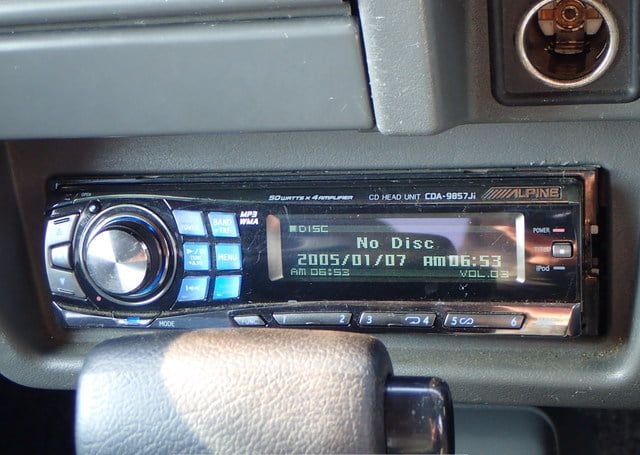 OPEN
50WATTS X 4 AMPLIFIER
CD HEAD UNIT CDA-9857Ji
ALPINE
MP3
WMA
BAND
MENU
DISC
No Disc
2005/01/07 AM06:53
AM 06:53 VOL.03
POWER
iPod
MODE
1 2 3 4 5 6